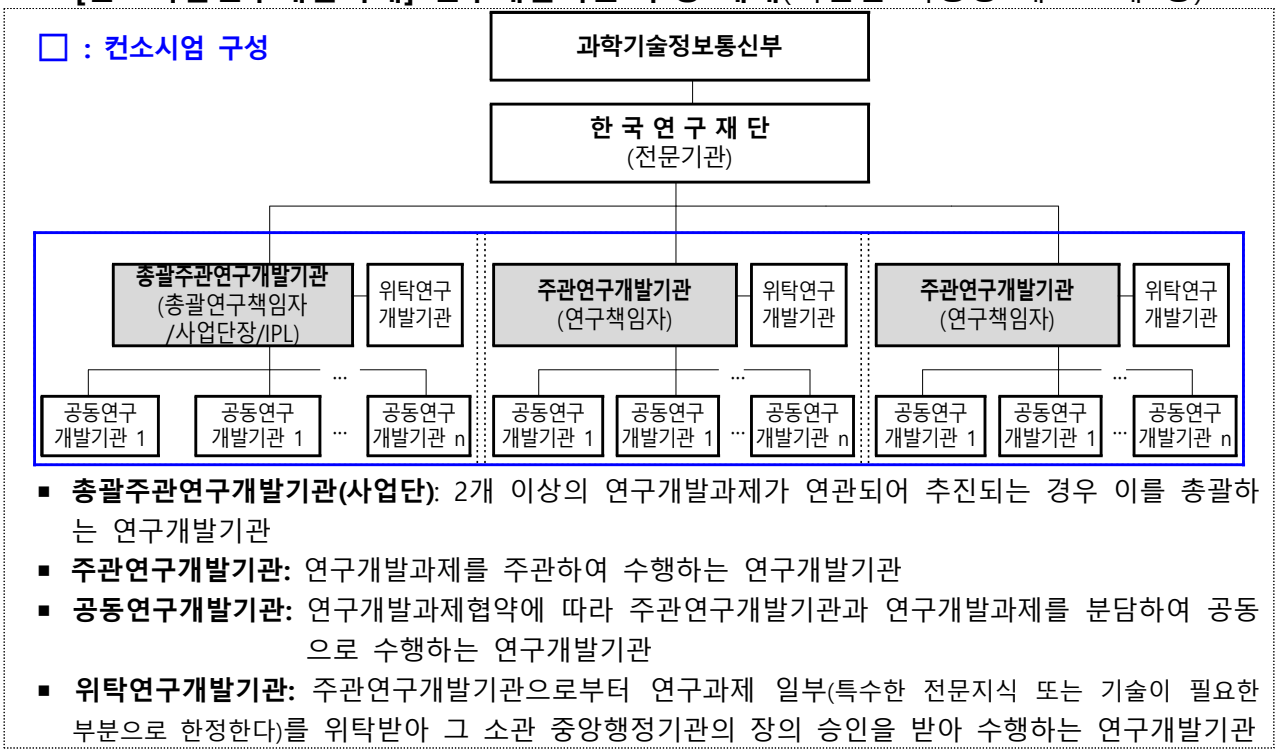 □ : 컨소시엄 구성
과학기술정보통신부
한 국 연 구 재 단
(전문기관)
총괄주관연구개발기관
(총괄연구책임자
/사업단장/IPL)
위탁연구
개발기관
주관연구개발기관
(연구책임자)
위탁연구
개발기관
주관연구개발기관
(연구책임자)
위탁연구
개발기관
...
...
...
공동연구
개발기관 1
공동연구
개발기관 1
...
공동연구
개발기관 n
공동연구
개발기관 1
공동연구
개발기관 1
...
공동연구
개발기관 n
공동연구
개발기관 1
공동연구
개발기관 1
...
공동연구
개발기관 n
▪ 총괄주관연구개발기관(사업단): 2개 이상의 연구개발과제가 연관되어 추진되는 경우 이를 총괄하
는 연구개발기관
▪ 주관연구개발기관: 연구개발과제를 주관하여 수행하는 연구개발기관
▪ 공동연구개발기관: 연구개발과제협약에 따라 주관연구개발기관과 연구개발과제를 분담하여 공동
으로 수행하는 연구개발기관
▪ 위탁연구개발기관: 주관연구개발기관으로부터 연구과제 일부(특수한 전문지식 또는 기술이 필요한
부분으로 한정한다)를 위탁받아 그 소관 중앙행정기관의 장의 승인을 받아 수행하는 연구개발기관